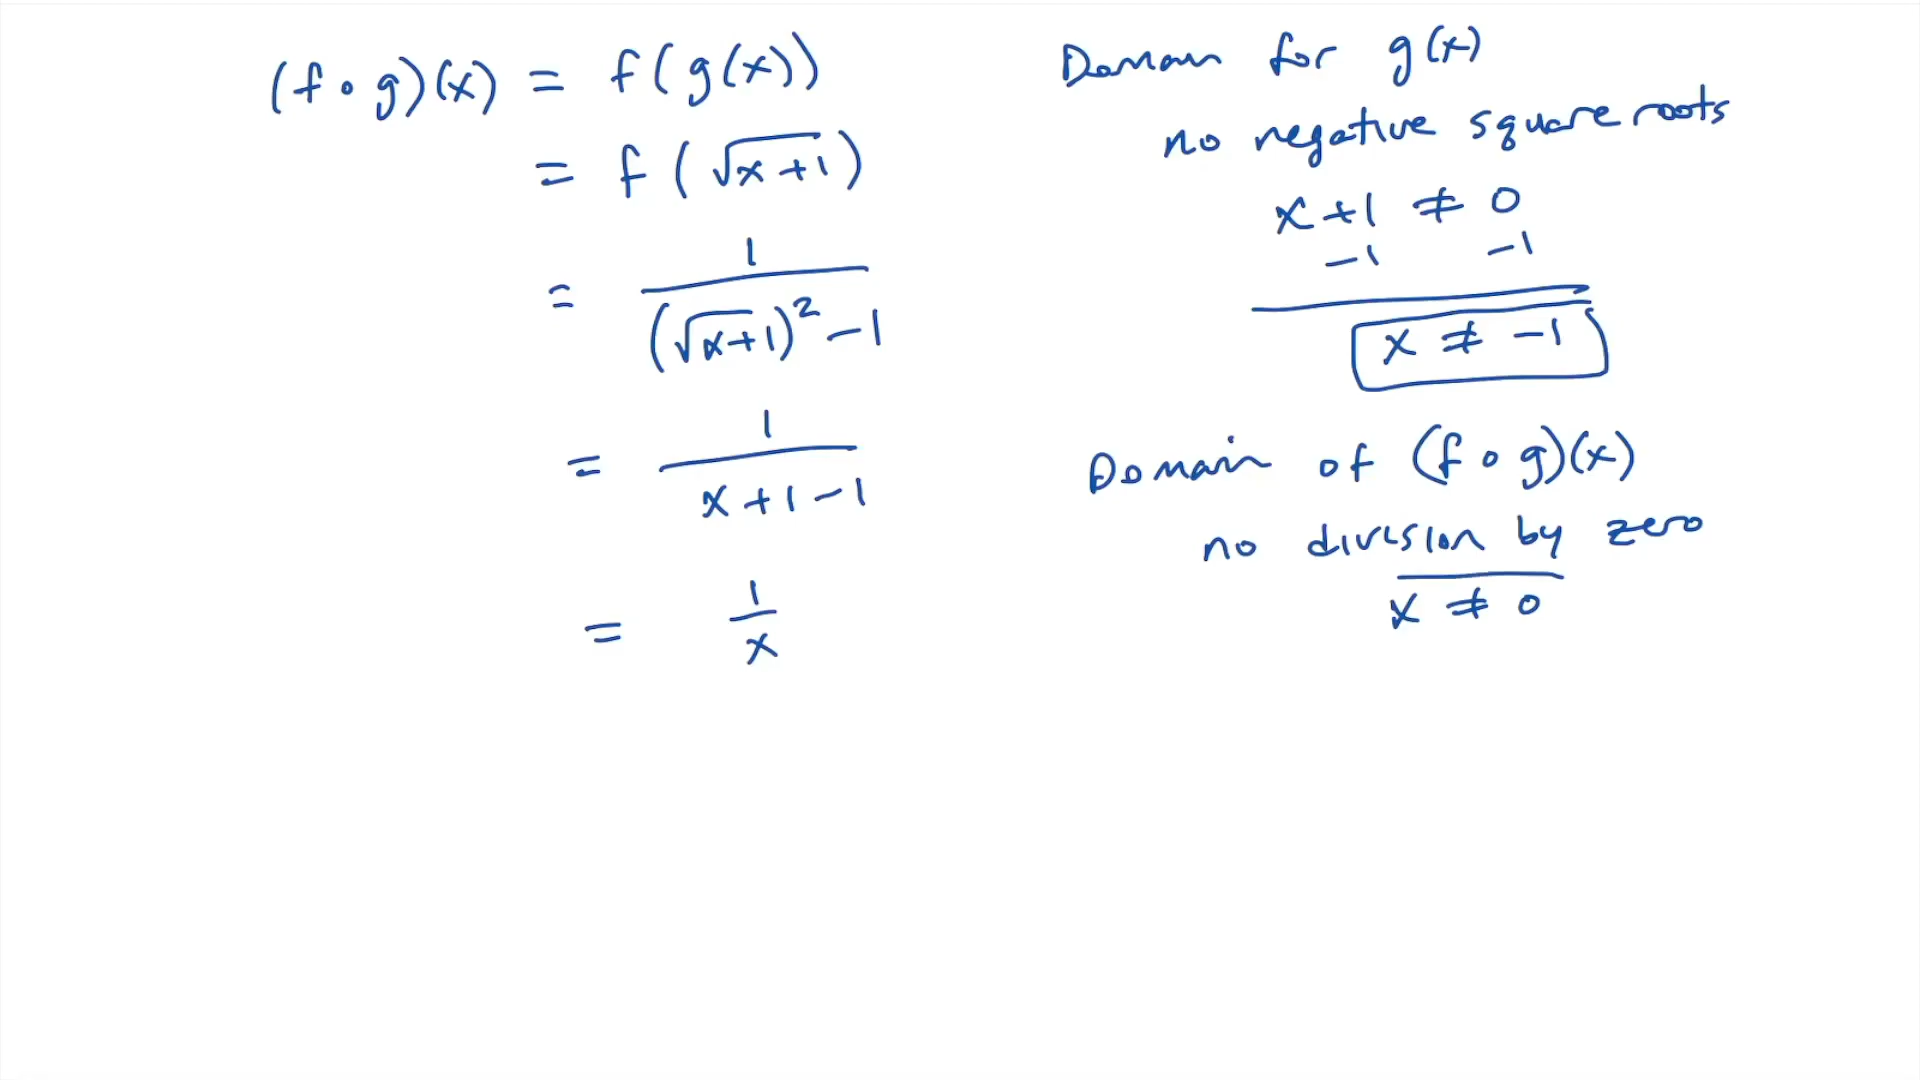 (f ∘ g)(x) = f(g(x))
= f(√x+1)
= 1/((√x+1)² − 1)
= 1/(x+1−1)
= 1/x
Domain for g(x)
no negative square roots
x+1 ≠ 0
−1 −1
x ≠ −1
Domain of (f ∘ g)(x)
no division by zero
x ≠ 0